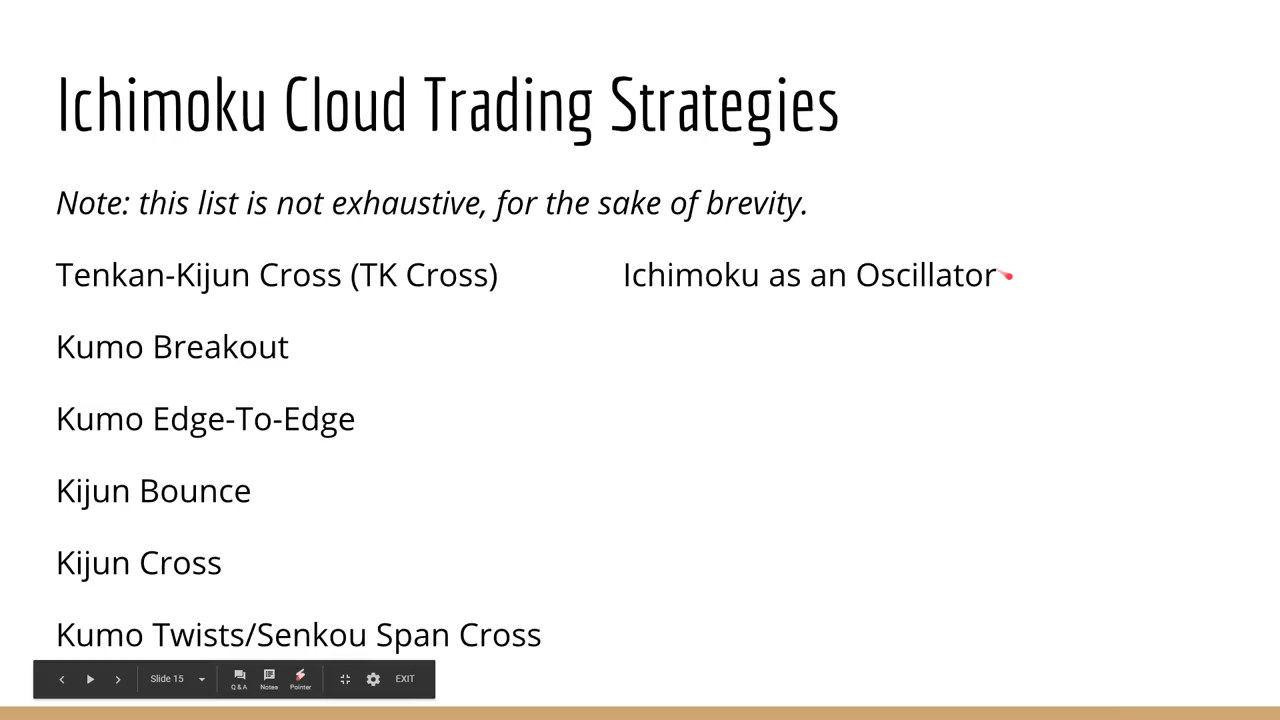 Ichimoku Cloud Trading Strategies
Note: this list is not exhaustive, for the sake of brevity.
Tenkan-Kijun Cross (TK Cross)
Kumo Breakout
Kumo Edge-To-Edge
Kijun Bounce
Kijun Cross
Kumo Twists/Senkou Span Cross
Ichimoku as an Oscillator
Slide 15
Q & A
Notes
Pointer
EXIT